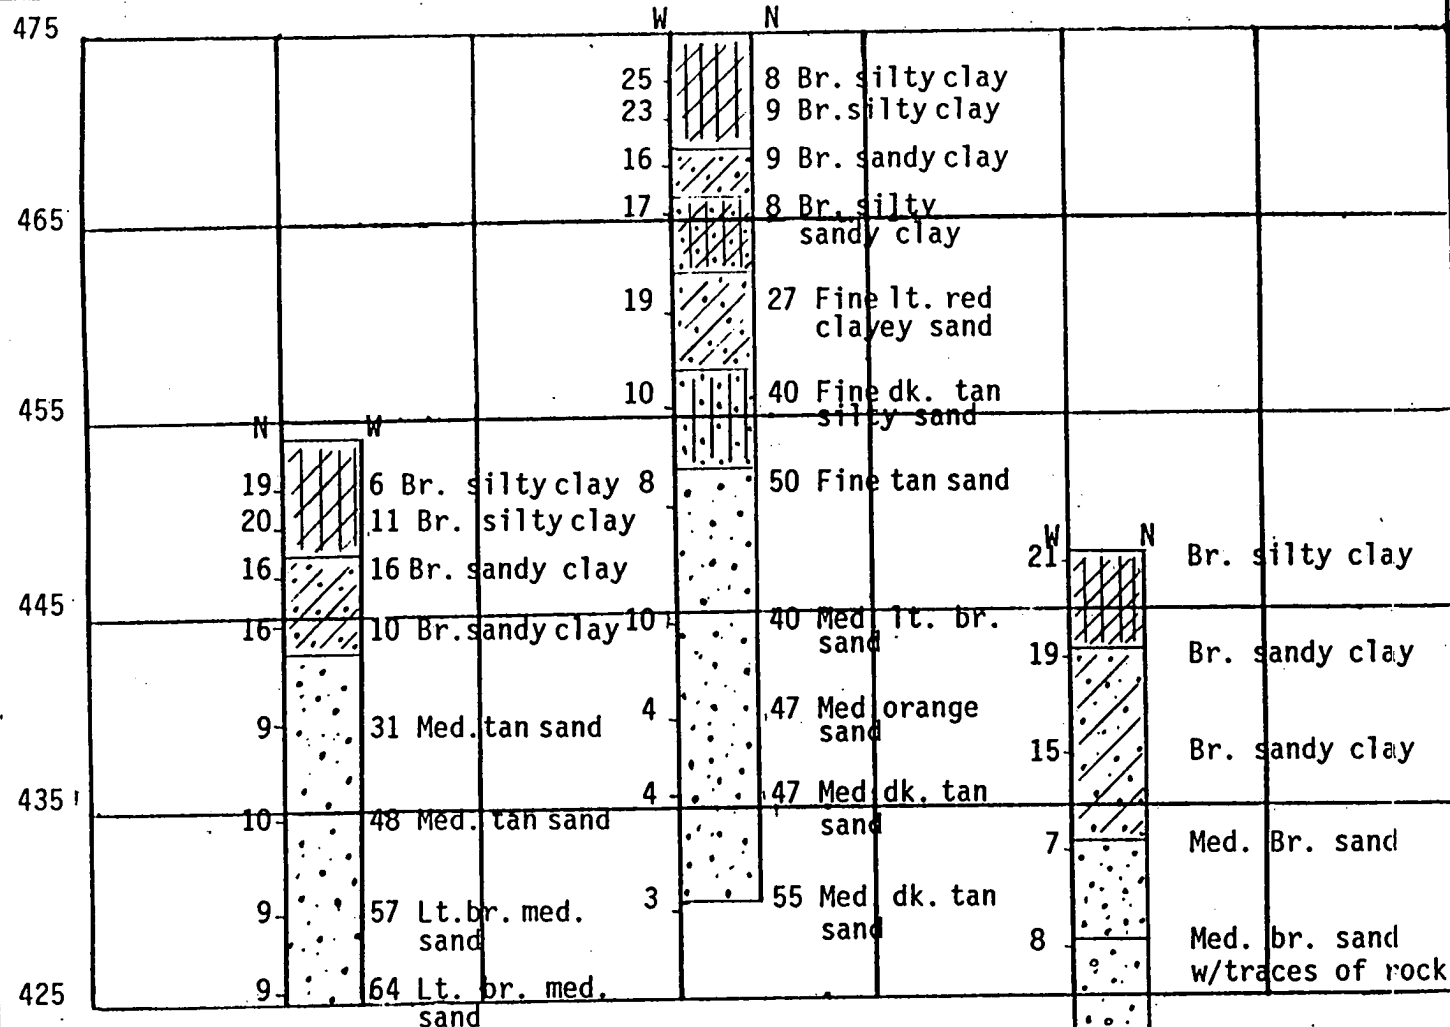 475
W N
25 8 Br. silty clay
23 9 Br. silty clay
16 9 Br. sandy clay
465
17 8 Br. silty
sandy clay
19 27 Fine lt. red
clayey sand
455
10 40 Fine dk. tan
silty sand
8 50 Fine tan sand
10 40 Med lt. br.
sand
4 47 Med orange
sand
4 47 Med dk. tan
sand
3 55 Med dk. tan
sand
N W
19 6 Br. silty clay
20 11 Br. silty clay
16 16 Br. sandy clay
445
16 10 Br. sandy clay
9 31 Med. tan sand
435
10 48 Med. tan sand
9 57 Lt. br. med.
sand
425
9 64 Lt. br. med.
sand
W N
21 Br. silty clay
19 Br. sandy clay
15 Br. sandy clay
7 Med. Br. sand
8 Med. br. sand
w/traces of rock